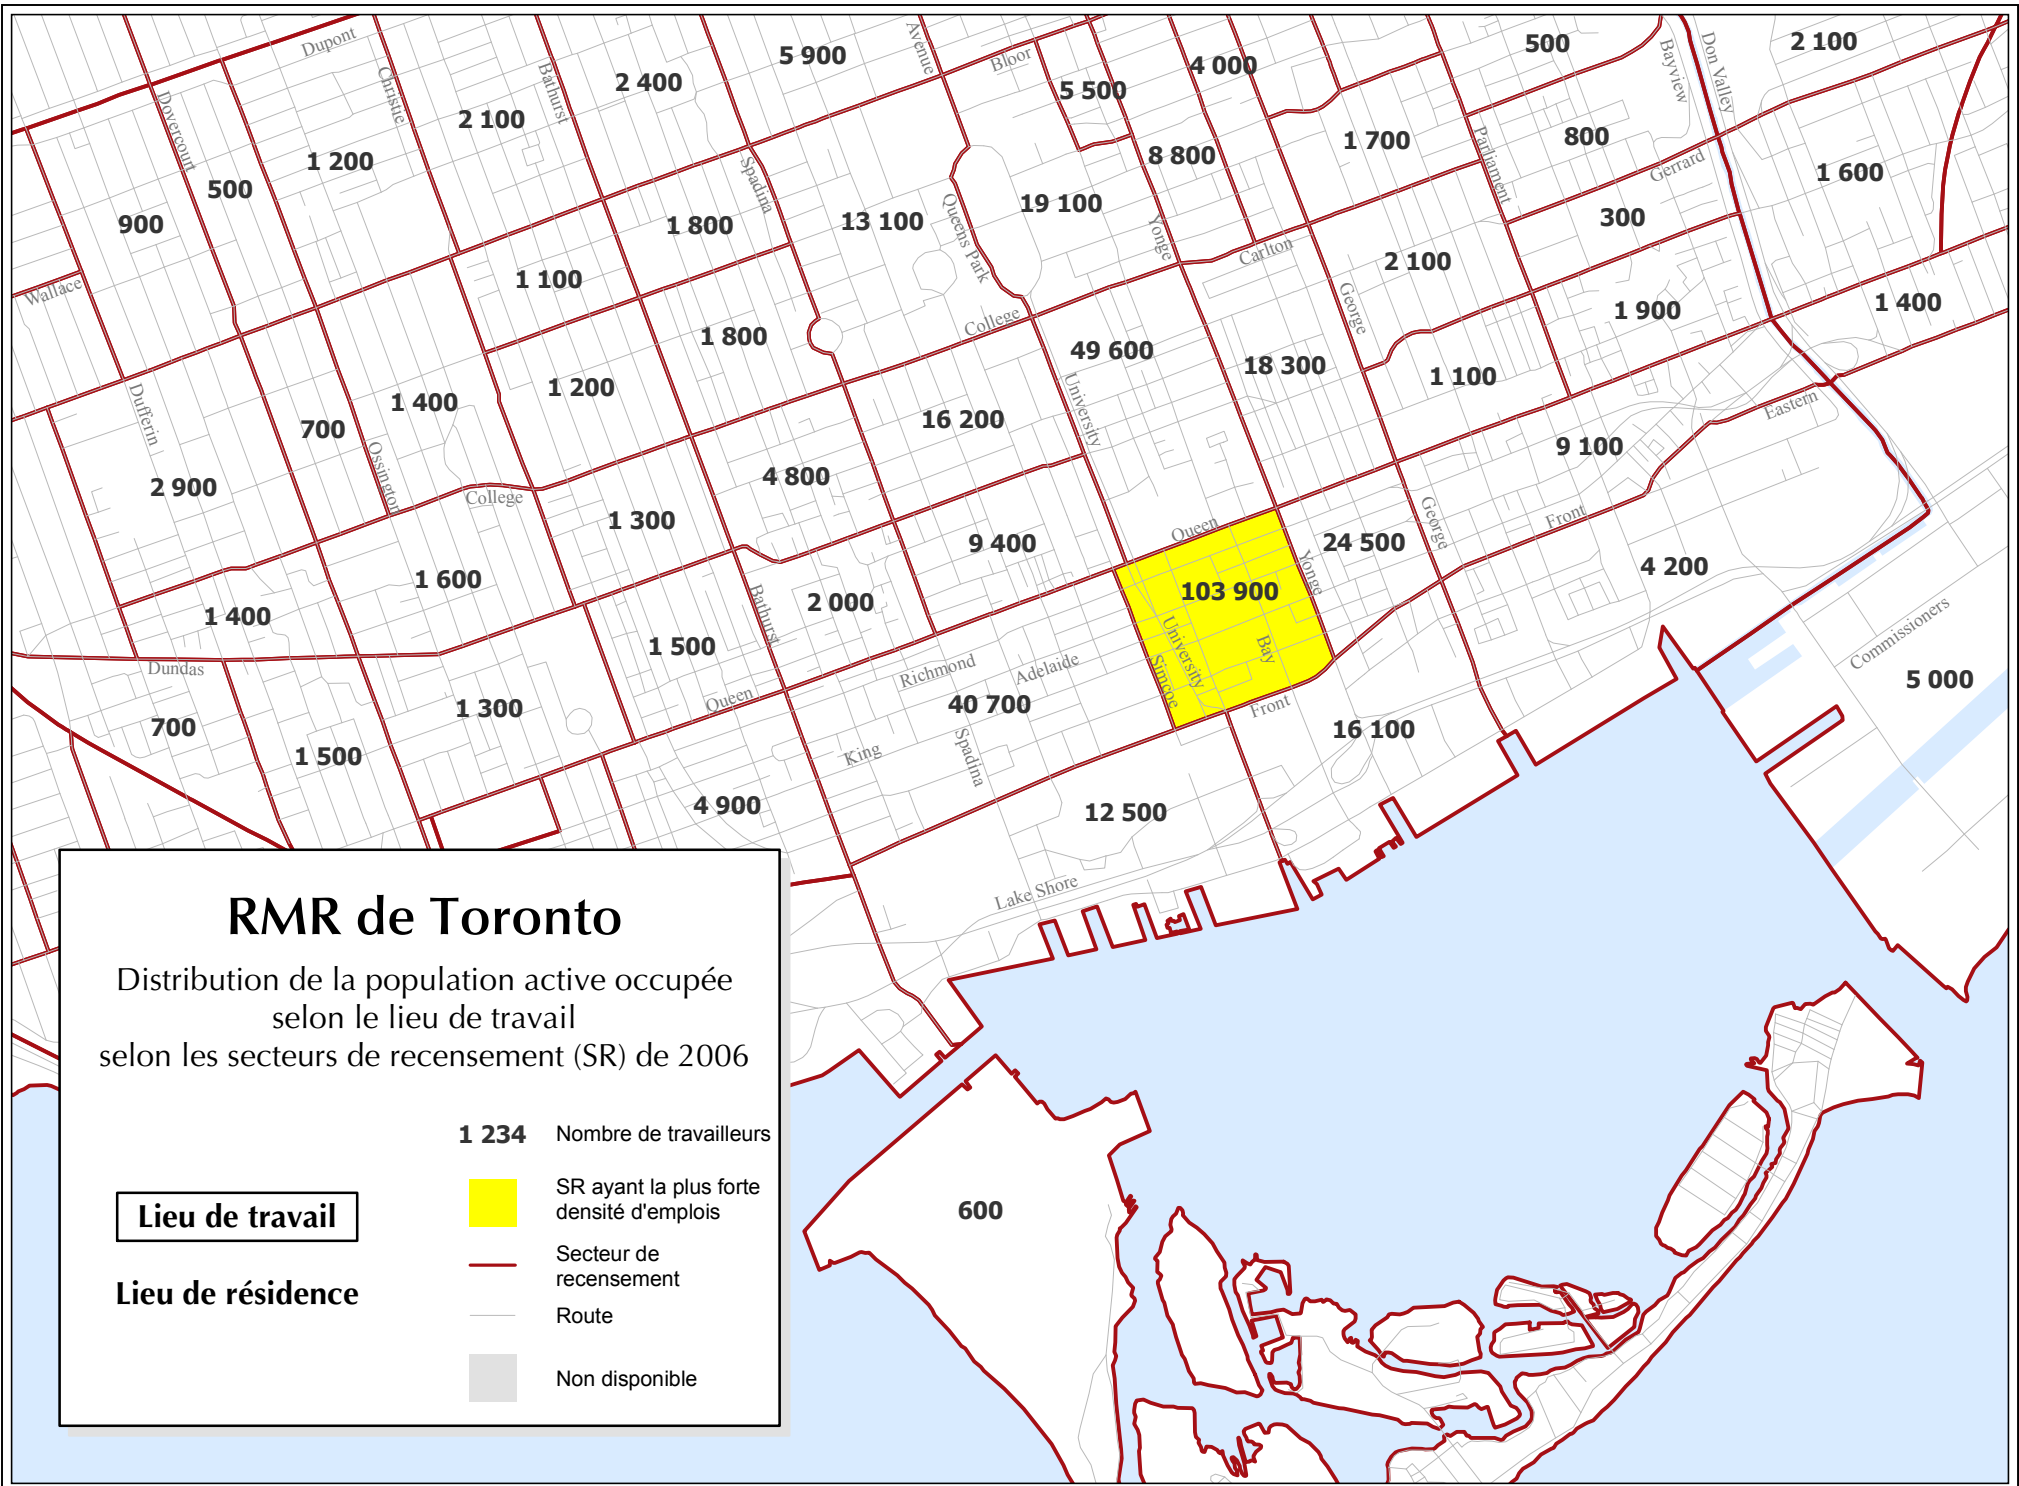 Dupont
Christie
Bathurst
2 400
5 900
Avenue
Bloor
5 500
4 000
500
Bayview
Don Valley
2 100
Dovercourt
500
1 200
2 100
Spadina
8 800
1 700
Parliament
800
Gerrard
1 600
900
1 800
13 100
Queens Park
19 100
Yonge
Carlton
300
Wallace
1 100
2 100
George
1 900
1 400
1 800
College
49 600
18 300
1 100
Dufferin
700
1 400
1 200
16 200
University
Eastern
Ossington
2 900
College
1 300
4 800
9 400
Queen
24 500
George
Front
9 100
1 600
1 400
Bathurst
2 000
103 900
Yonge
4 200
Commissioners
Dundas
1 500
Richmond
Adelaide
Simcoe
University
Bay
5 000
700
1 500
1 300
Queen
40 700
Front
16 100
King
Spadina
4 900
12 500
Lake Shore
RMR de Toronto
Distribution de la population active occupée
selon le lieu de travail
selon les secteurs de recensement (SR) de 2006
1 234 Nombre de travailleurs
SR ayant la plus forte
densité d'emplois
Lieu de travail
Secteur de
recensement
Lieu de résidence
Route
Non disponible
600